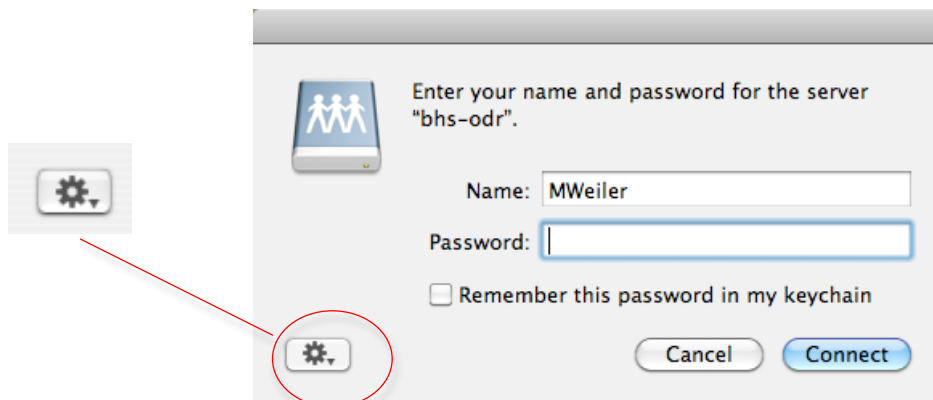 Enter your name and password for the server
“bhs-odr”.
Name: MWeiler
Password:
Remember this password in my keychain
Cancel Connect